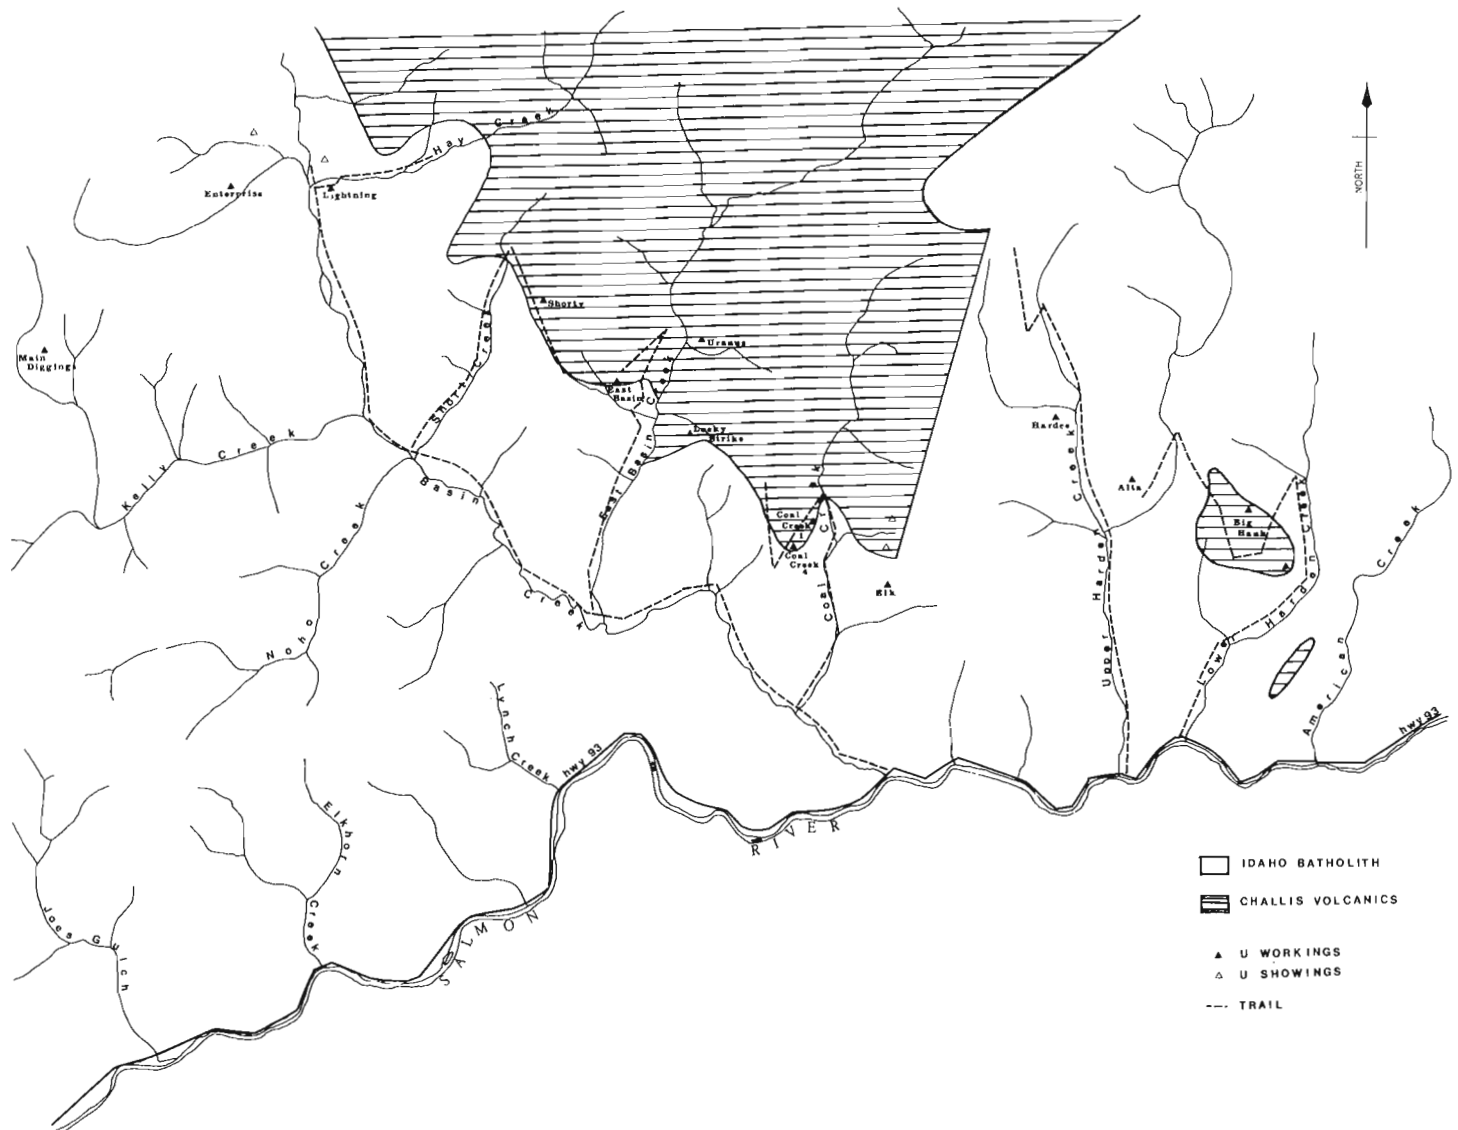 Hay Creek
NORTH
Enterprise
Lightning
Shorty
Short Creek
Uranus
Main
Diggings
East
Basin
Lucky
Strike
East Basin Creek
Hardee
Kelly Creek
Basin
Creek
Alta
Coal
Creek
1
Coal
Creek
4
Big
Hank
Elk
Coal Creek
Noho Creek
Upper Harden Creek
Lower Harden Creek
American Creek
Lynch Creek
hwy 93
hwy 93
SALMON RIVER
Elkhorn Creek
Joes Gulch
IDAHO BATHOLITH
CHALLIS VOLCANICS
U WORKINGS
U SHOWINGS
TRAIL